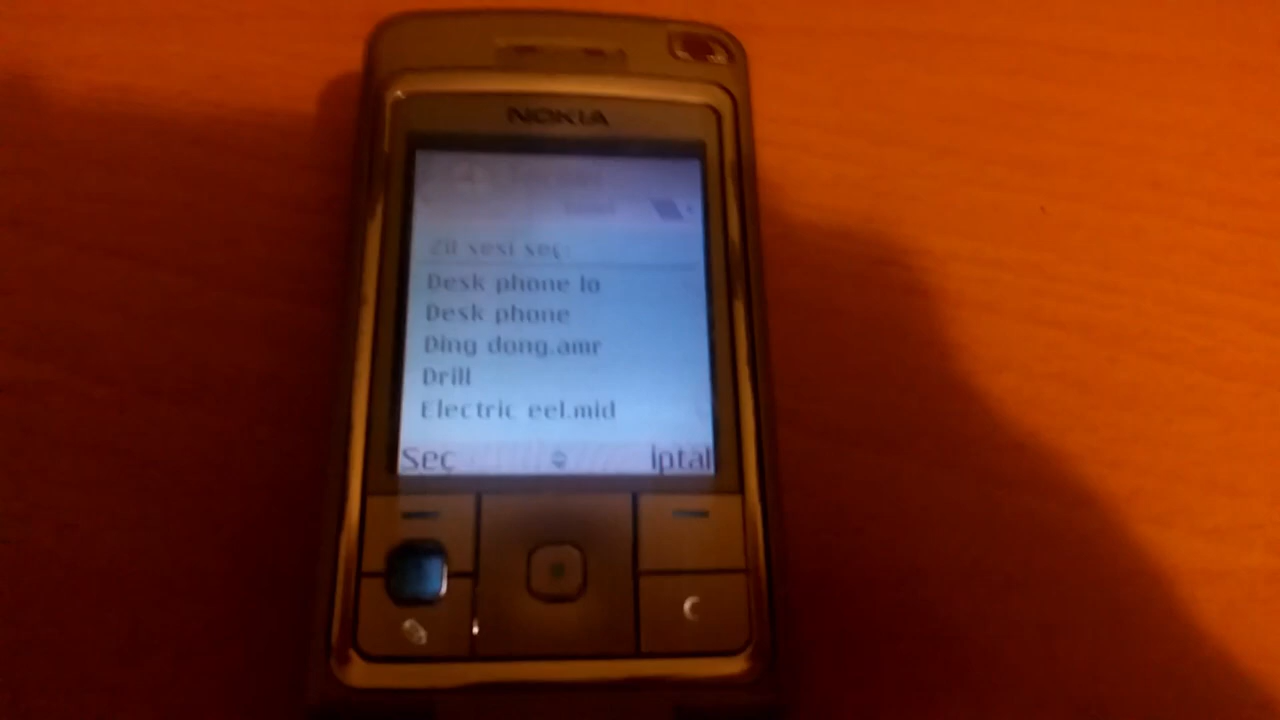 NOKIA
Zil sesi seç:
Desk phone lo
Desk phone
Ding dong.amr
Drill
Electric eel.mid
Seç İptal
C